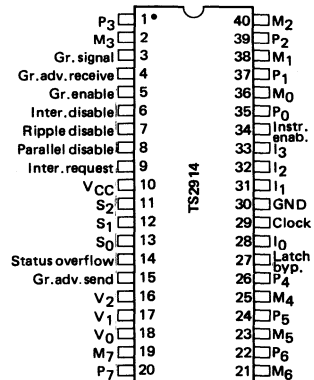 P3 1 40 M2
M3 2 39 P2
Gr. signal 3 38 M1
Gr.adv.receive 4 37 P1
Gr.enable 5 36 M0
Inter.disable 6 35 P0
Ripple disable 7 34 Instr. enab.
Parallel disable 8 33 I3
Inter.request 9 32 I2
VCC 10 31 I1
S2 11 30 GND
S1 12 29 Clock
S0 13 28 I0
Status overflow 14 27 Latch byp.
Gr.adv.send 15 26 P4
V2 16 25 M4
V1 17 24 P5
V0 18 23 M5
M7 19 22 P6
P7 20 21 M6
TS2914